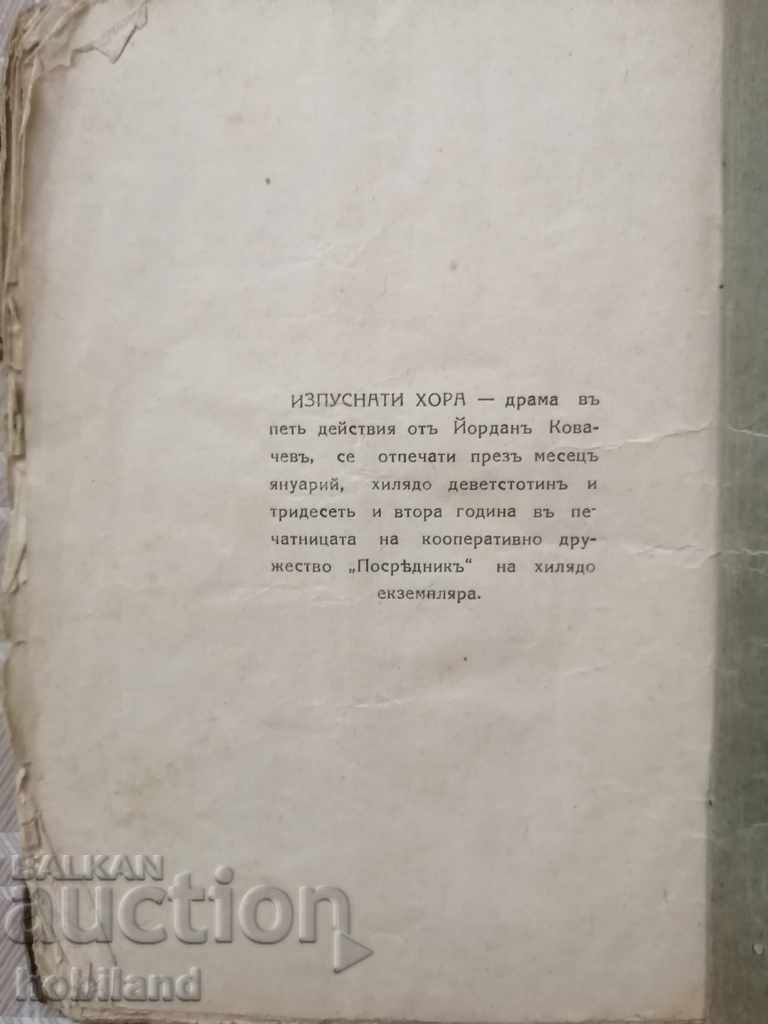 ИЗПУСНАТИ ХОРА — драма въ
петь действия отъ Йорданъ Кова-
чевъ, се отпечати презъ месецъ
януарий, хилядо деветстотинъ и
тридесеть и втора година въ пе-
чатницата на кооперативно дру-
жество „Посрѣдникъ“ на хилядо
екземпляра.
BALKAN
auction
hobiland